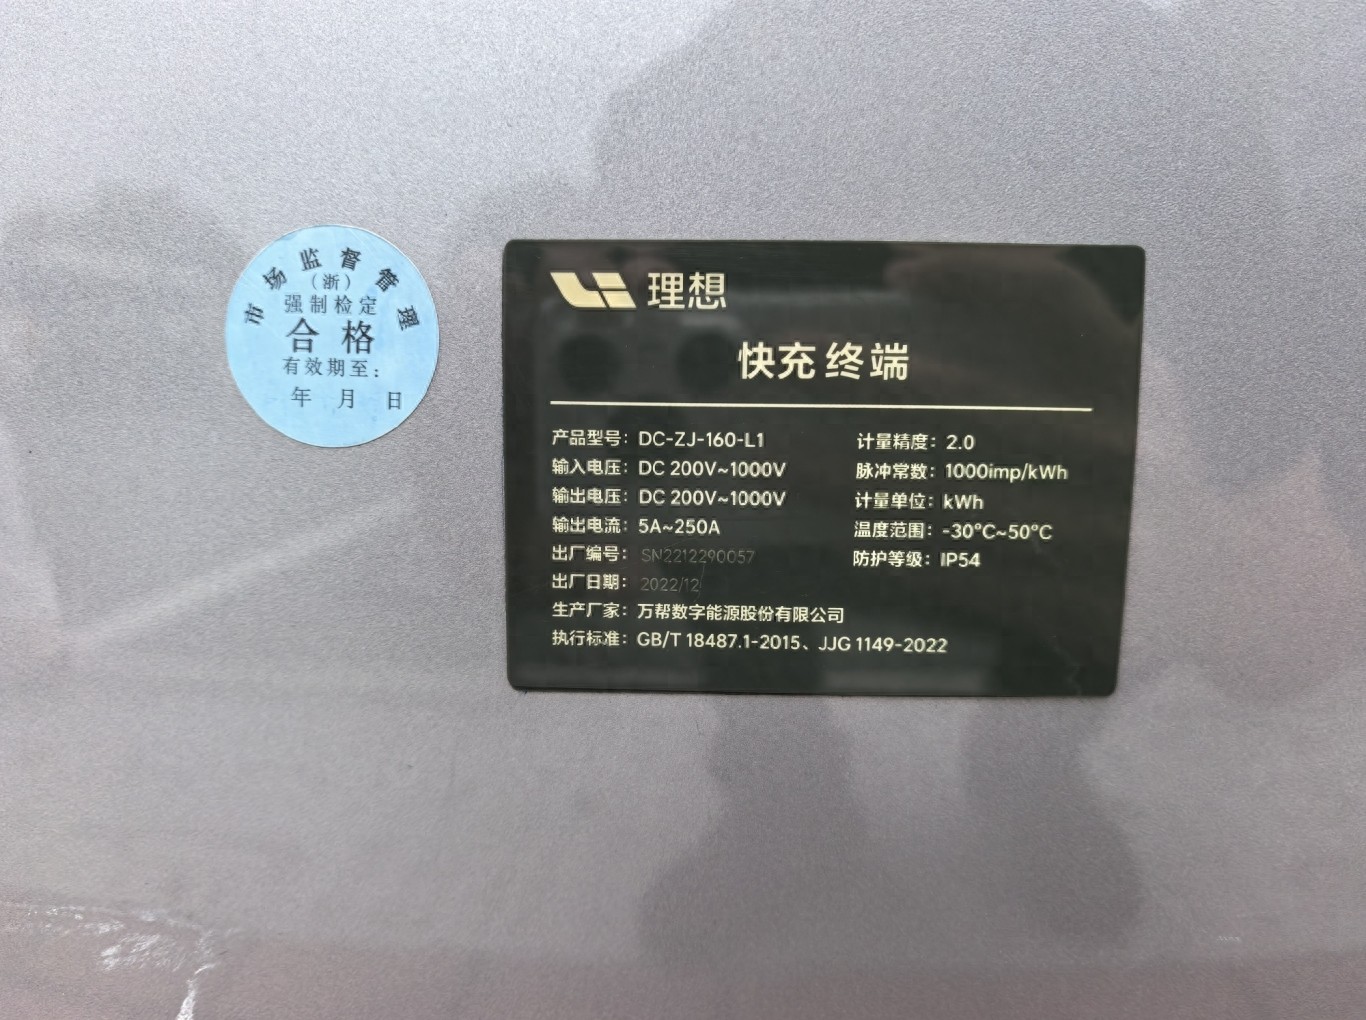 市场监督管理
（浙）
强制检定
合格
有效期至：
年 月 日
理想
快充终端
产品型号：DC-ZJ-160-L1
输入电压：DC 200V~1000V
输出电压：DC 200V~1000V
输出电流：5A~250A
出厂编号：SN2212290057
出厂日期：2022/12
生产厂家：万帮数字能源股份有限公司
执行标准：GB/T 18487.1-2015、JJG 1149-2022
计量精度：2.0
脉冲常数：1000imp/kWh
计量单位：kWh
温度范围：-30°C~50°C
防护等级：IP54